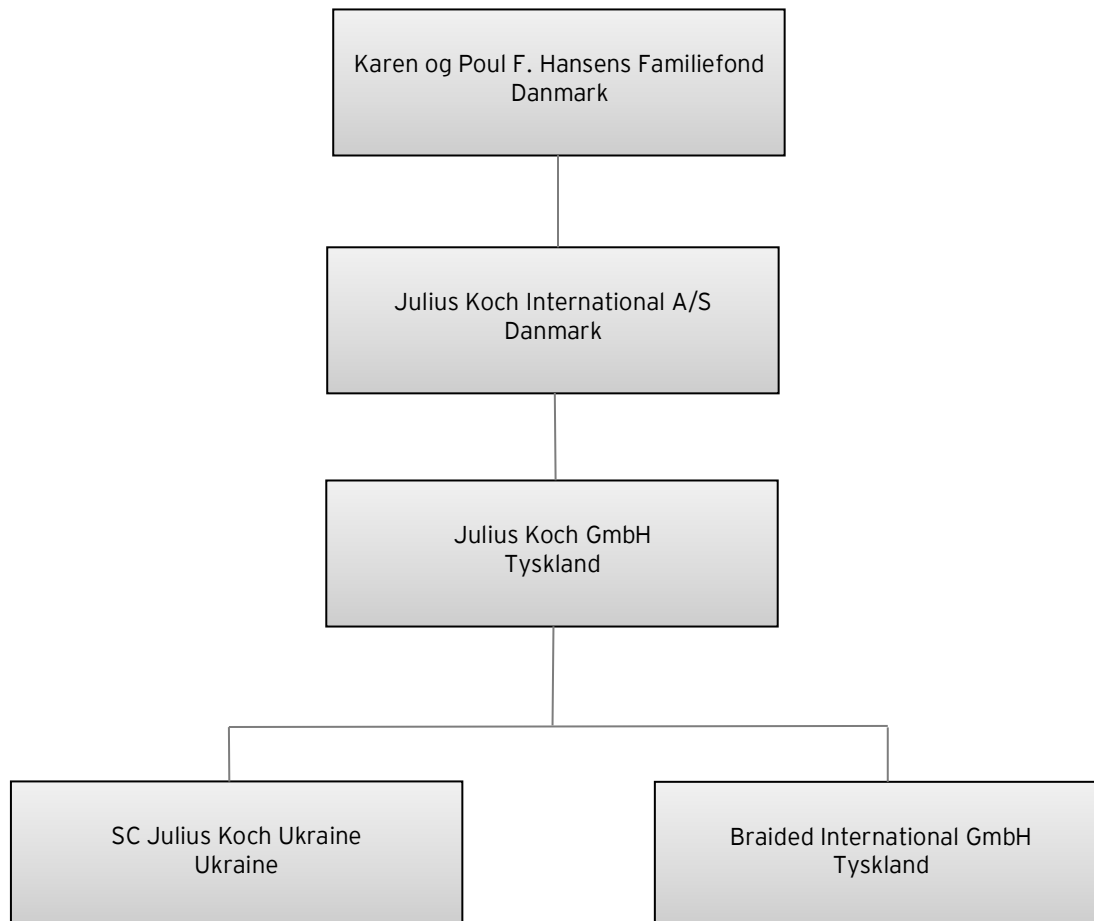 Karen og Poul F. Hansens Familiefond
Danmark
Julius Koch International A/S
Danmark
Julius Koch GmbH
Tyskland
SC Julius Koch Ukraine
Ukraine
Braided International GmbH
Tyskland